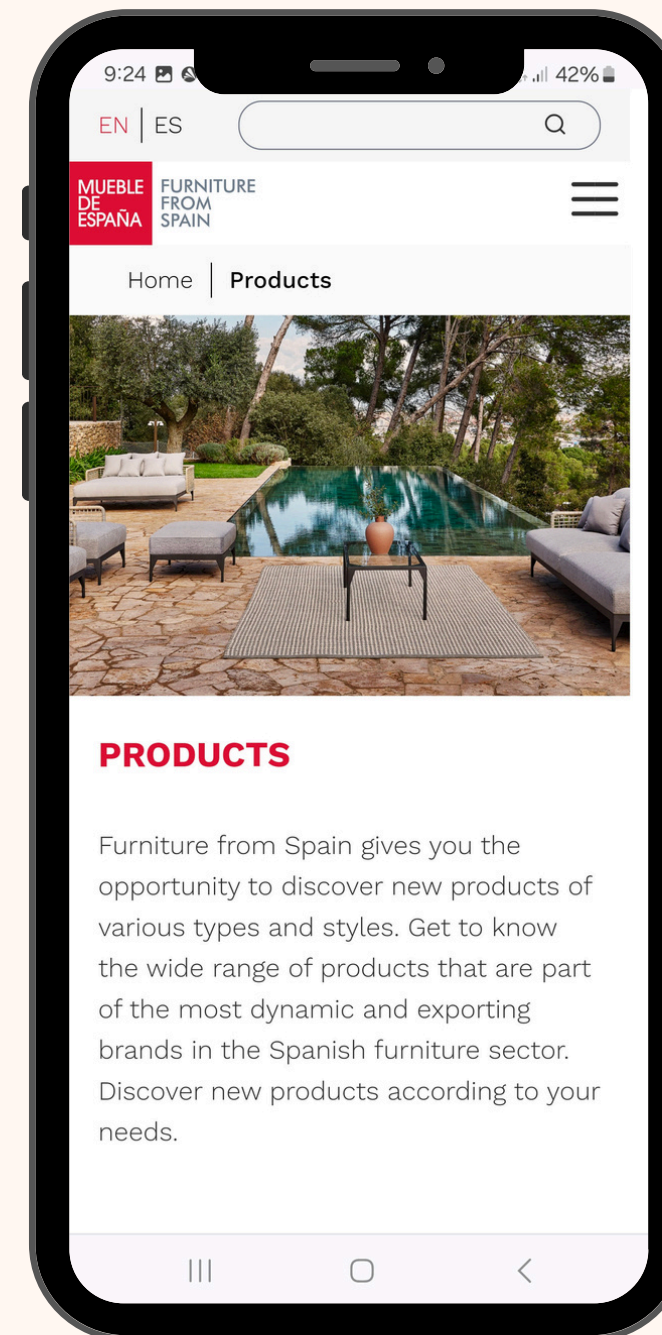 9:24
42%
EN | ES
MUEBLE
DE
ESPAÑA
FURNITURE
FROM
SPAIN
Home | Products
PRODUCTS
Furniture from Spain gives you the
opportunity to discover new products of
various types and styles. Get to know
the wide range of products that are part
of the most dynamic and exporting
brands in the Spanish furniture sector.
Discover new products according to your
needs.